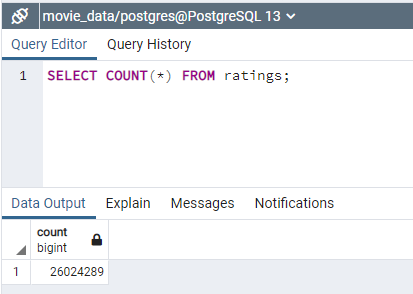 movie_data/postgres@PostgreSQL 13
Query Editor Query History
1 SELECT COUNT(*) FROM ratings;
Data Output Explain Messages Notifications
count
bigint
1 26024289